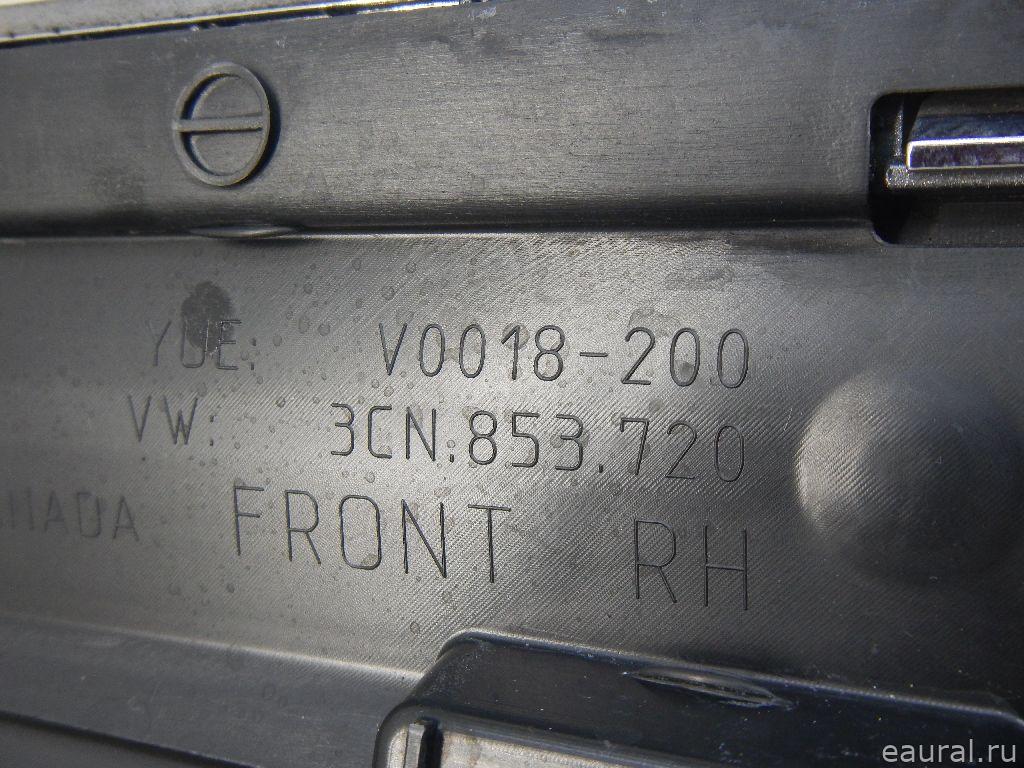 YUE: V0018-200
VW: 3CN.853.720
FRONT RH
eaural.ru